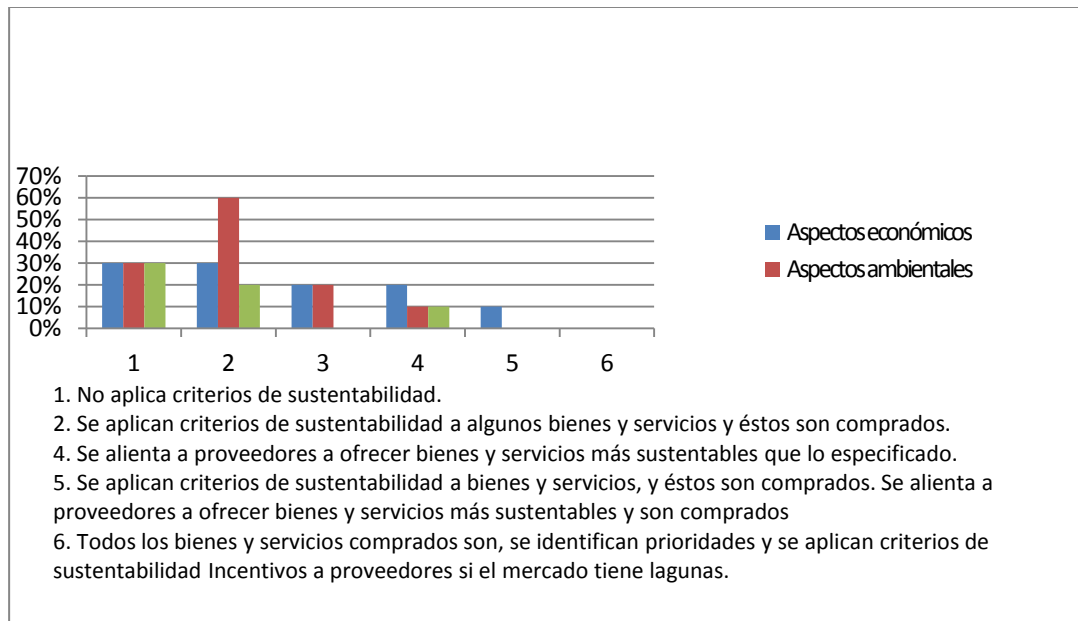 70%
60%
50%
40%
30%
20%
10%
0%
1 2 3 4 5 6
Aspectos económicos
Aspectos ambientales
1. No aplica criterios de sustentabilidad.
2. Se aplican criterios de sustentabilidad a algunos bienes y servicios y éstos son comprados.
4. Se alienta a proveedores a ofrecer bienes y servicios más sustentables que lo especificado.
5. Se aplican criterios de sustentabilidad a bienes y servicios, y éstos son comprados. Se alienta a
proveedores a ofrecer bienes y servicios más sustentables y son comprados
6. Todos los bienes y servicios comprados son, se identifican prioridades y se aplican criterios de
sustentabilidad Incentivos a proveedores si el mercado tiene lagunas.